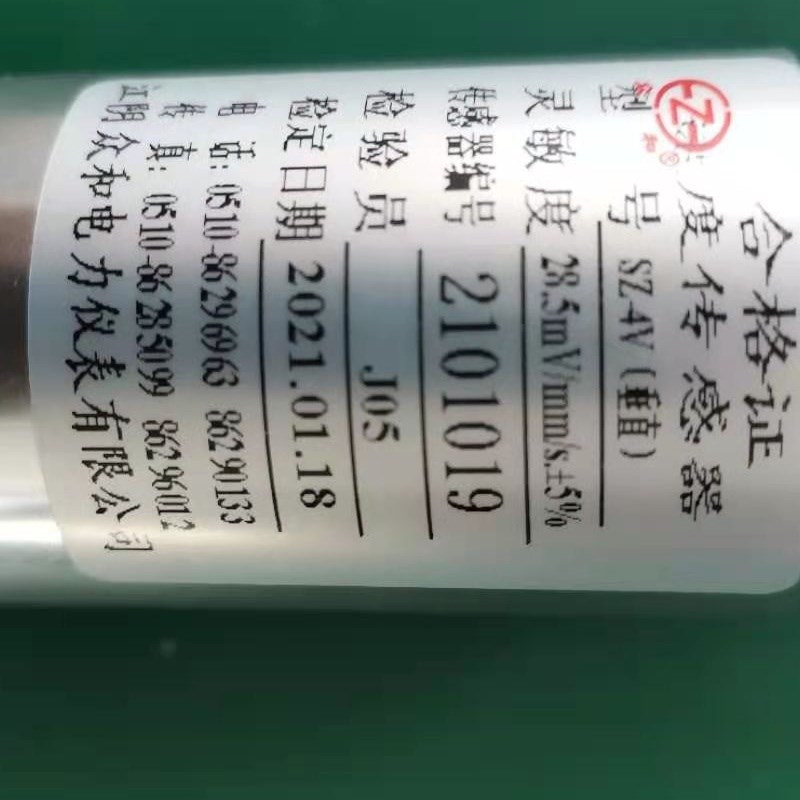 合格证
度传感器
型号 SZ-4V(垂直)
灵敏度 28.5mV/mm/s.±5%
传感器编号 2101019
检验员 J05
检定日期 2021.01.18
电话:0510-86296963 86290133
传真:0510-86285099 86296012
江阴众和电力仪表有限公司